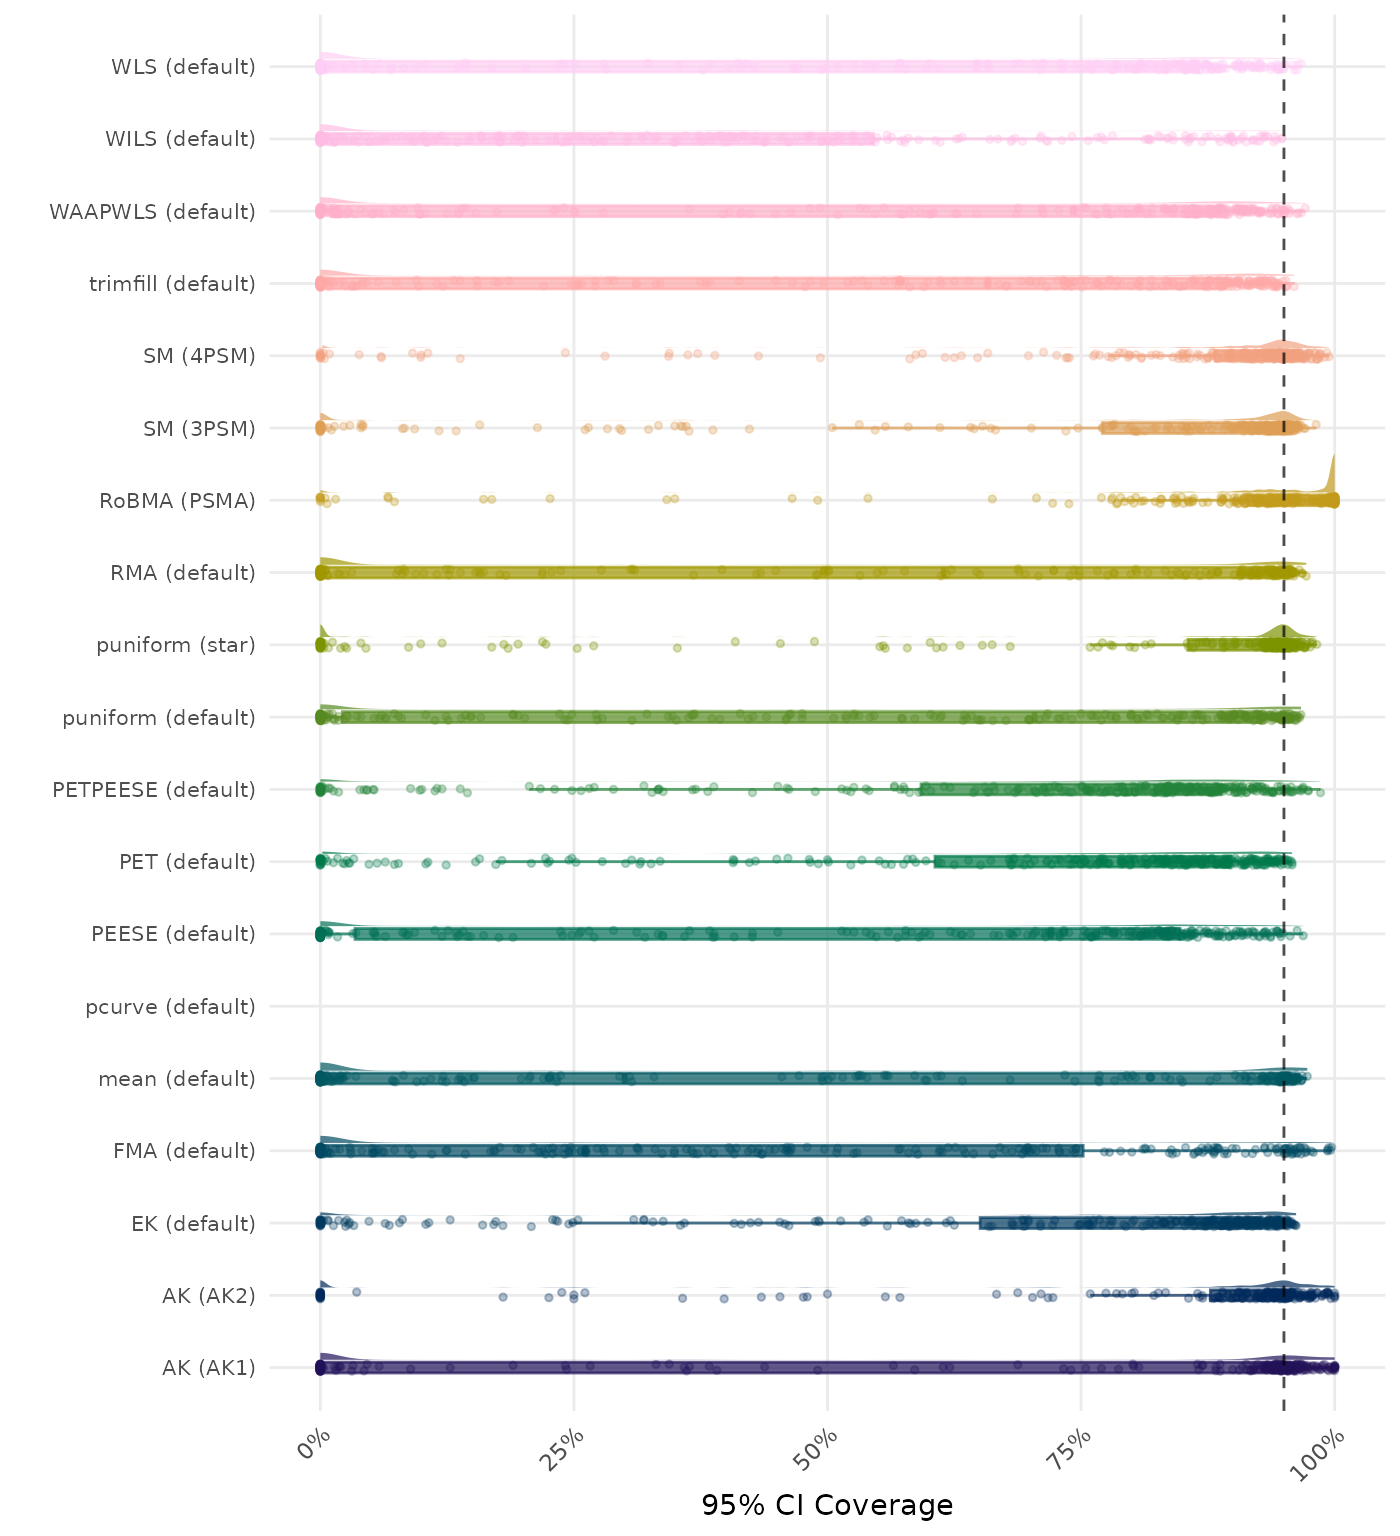 WLS (default)
WILS (default)
WAAPWLS (default)
trimfill (default)
SM (4PSM)
SM (3PSM)
RoBMA (PSMA)
RMA (default)
puniform (star)
puniform (default)
PETPEESE (default)
PET (default)
PEESE (default)
pcurve (default)
mean (default)
FMA (default)
EK (default)
AK (AK2)
AK (AK1)
0% 25% 50% 75% 100%
95% CI Coverage